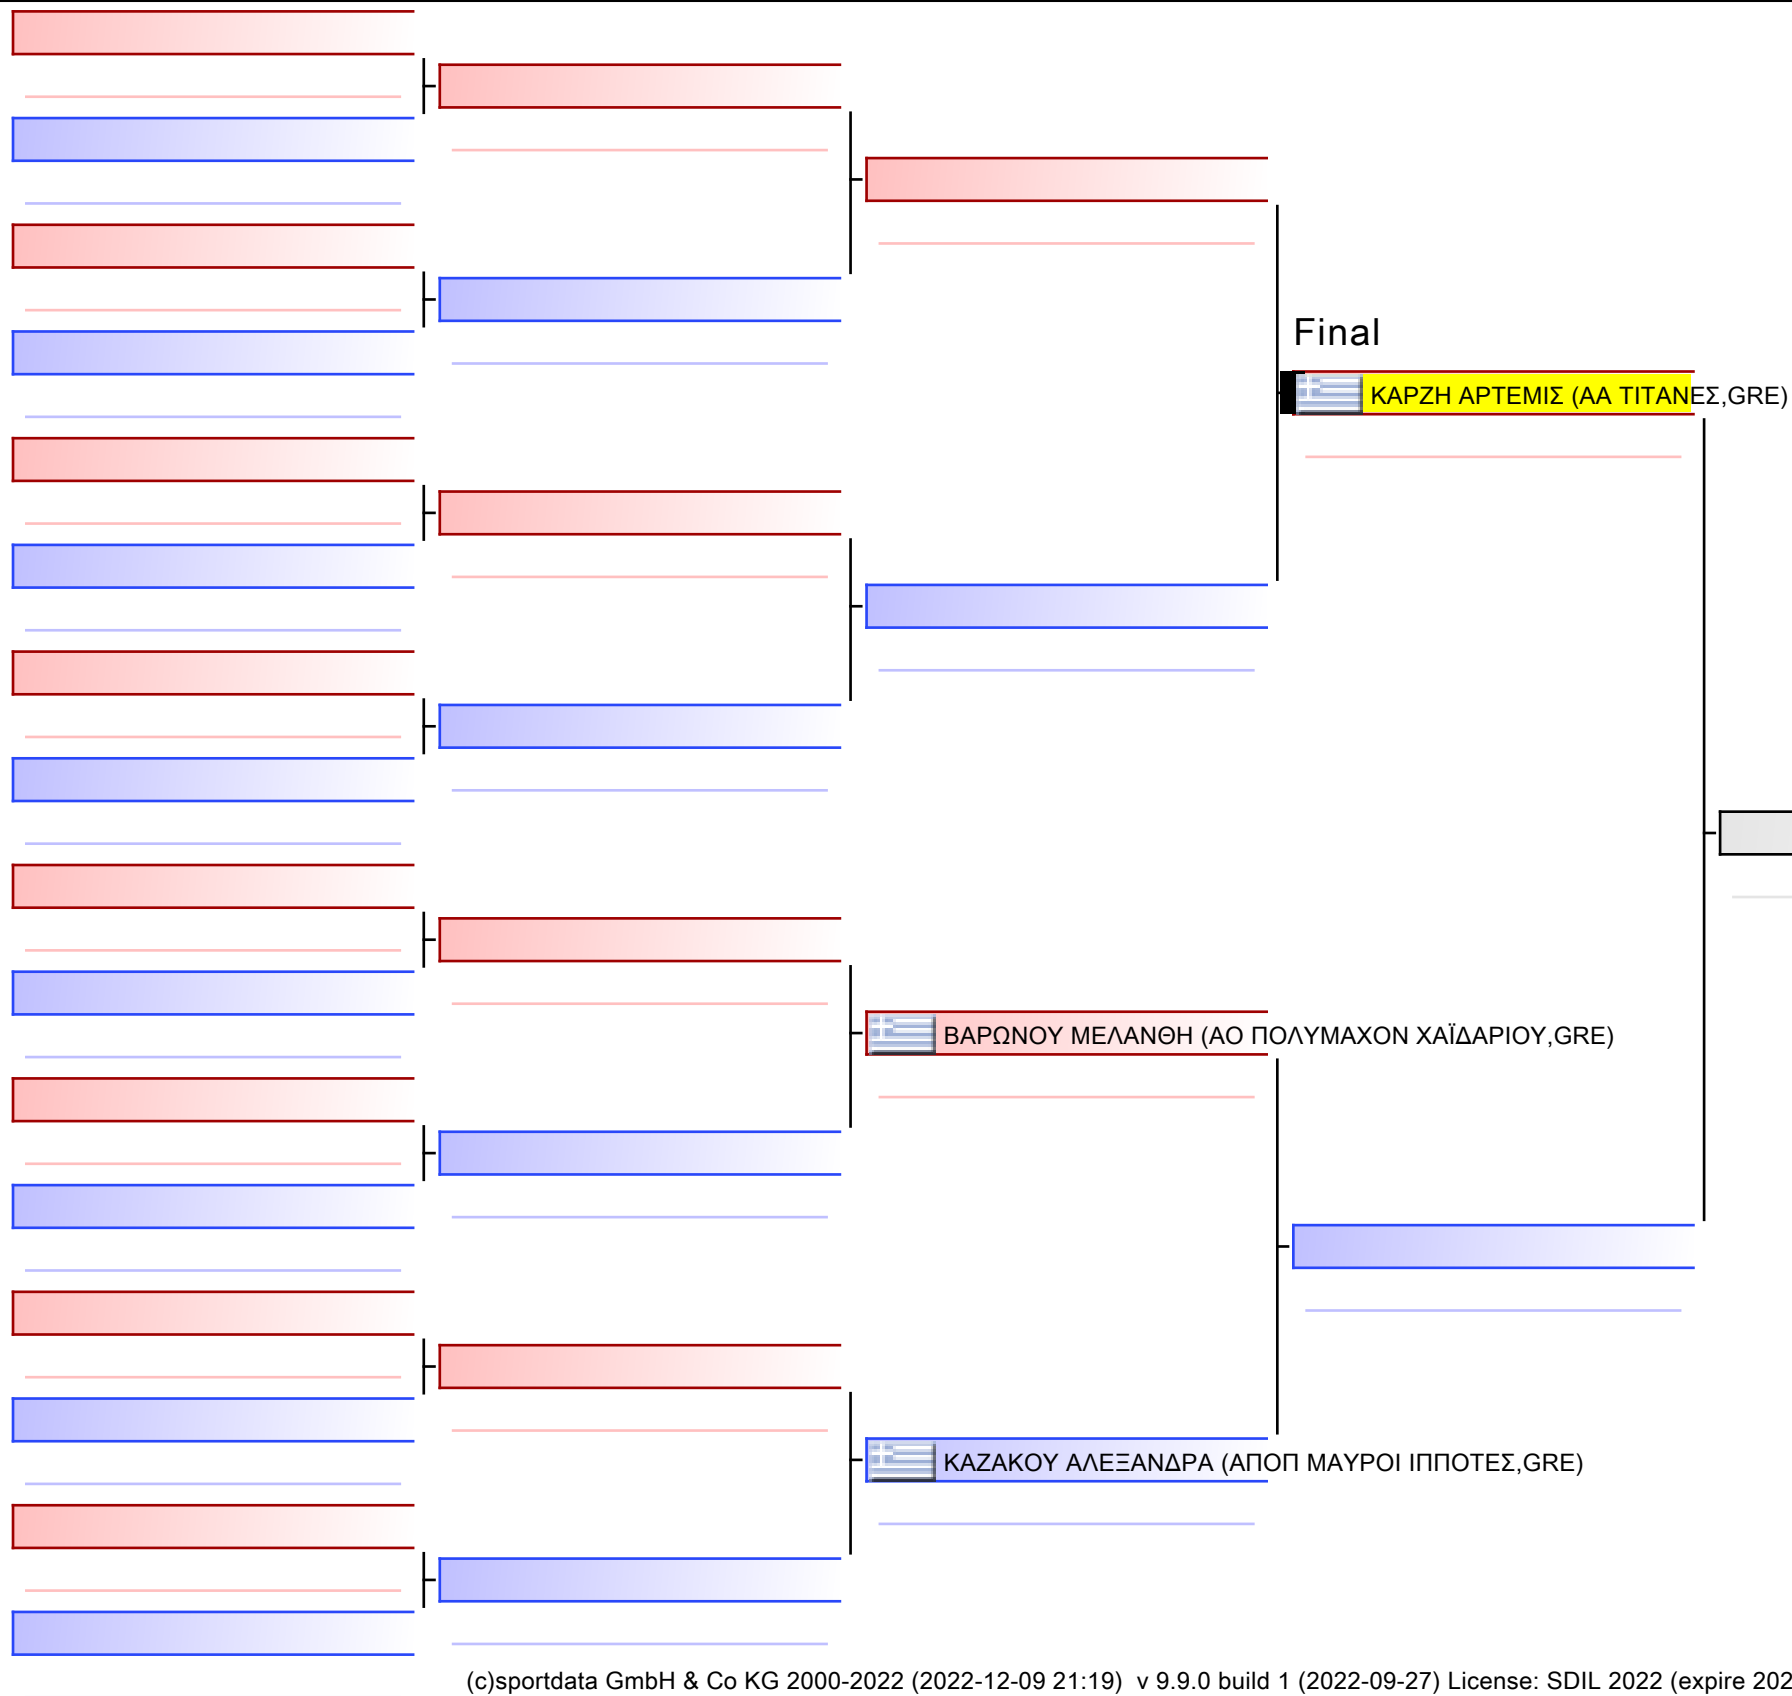 Final
ΚΑΡΖΗ ΑΡΤΕΜΙΣ (ΑΑ ΤΙΤΑΝΕΣ,GRE)
ΒΑΡΩΝΟΥ ΜΕΛΑΝΘΗ (ΑΟ ΠΟΛΥΜΑΧΟΝ ΧΑΪΔΑΡΙΟΥ,GRE)
ΚΑΖΑΚΟΥ ΑΛΕΞΑΝΔΡΑ (ΑΠΟΠ ΜΑΥΡΟΙ ΙΠΠΟΤΕΣ,GRE)
(c)sportdata GmbH & Co KG 2000-2022 (2022-12-09 21:19) v 9.9.0 build 1 (2022-09-27) License: SDIL 2022 (expire 202